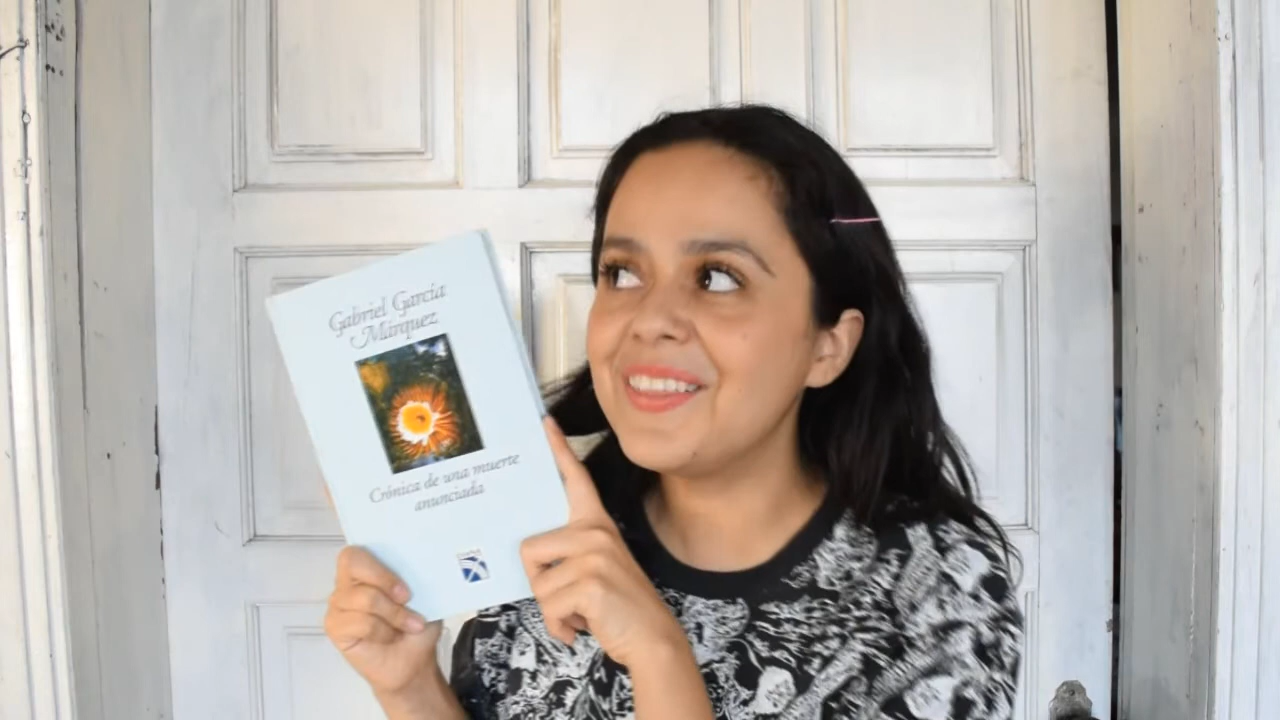 Gabriel García
Márquez
Crónica de una muerte
anunciada